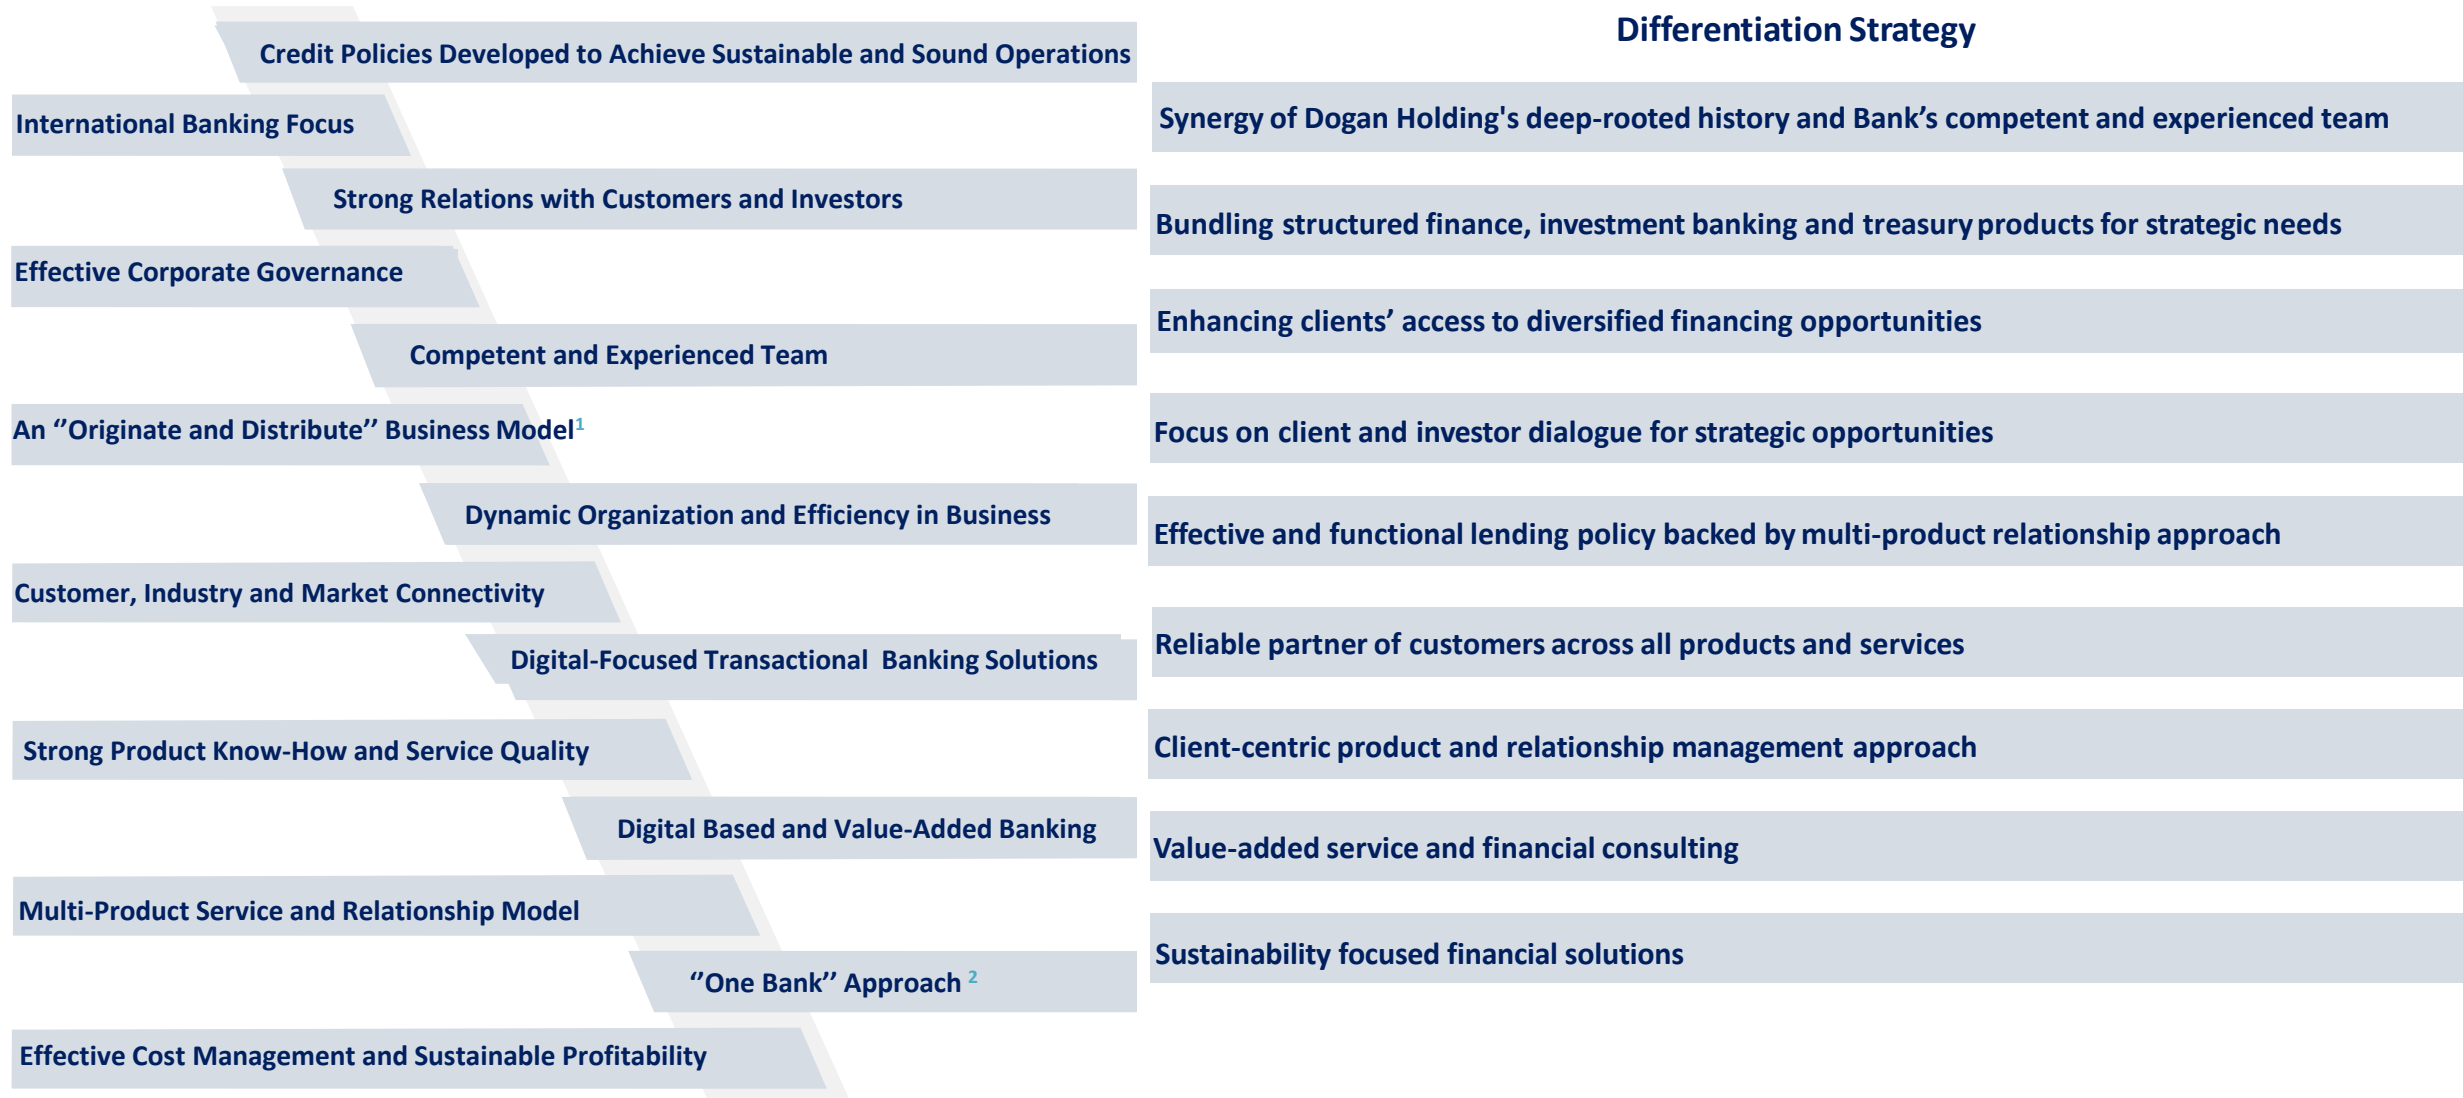 Credit Policies Developed to Achieve Sustainable and Sound Operations
International Banking Focus
Strong Relations with Customers and Investors
Effective Corporate Governance
Competent and Experienced Team
An ‘’Originate and Distribute’’ Business Model1
Dynamic Organization and Efficiency in Business
Customer, Industry and Market Connectivity
Digital-Focused Transactional Banking Solutions
Strong Product Know-How and Service Quality
Digital Based and Value-Added Banking
Multi-Product Service and Relationship Model
‘’One Bank’’ Approach 2
Effective Cost Management and Sustainable Profitability
Differentiation Strategy
Synergy of Dogan Holding's deep-rooted history and Bank’s competent and experienced team
Bundling structured finance, investment banking and treasury products for strategic needs
Enhancing clients’ access to diversified financing opportunities
Focus on client and investor dialogue for strategic opportunities
Effective and functional lending policy backed by multi-product relationship approach
Reliable partner of customers across all products and services
Client-centric product and relationship management approach
Value-added service and financial consulting
Sustainability focused financial solutions